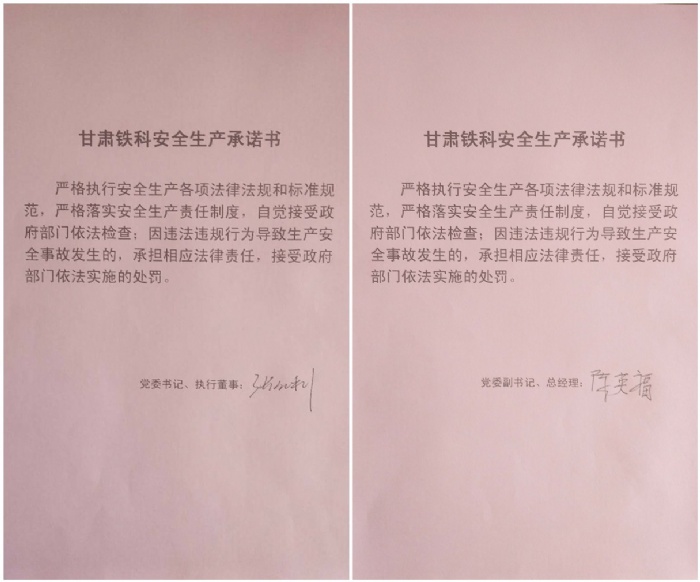 甘肃铁科安全生产承诺书
严格执行安全生产各项法律法规和标准规
范，严格落实安全生产责任制度，自觉接受政
府部门依法检查；因违法违规行为导致生产安
全事故发生的，承担相应法律责任，接受政府
部门依法实施的处罚。
党委书记、执行董事：
甘肃铁科安全生产承诺书
严格执行安全生产各项法律法规和标准规
范，严格落实安全生产责任制度，自觉接受政
府部门依法检查；因违法违规行为导致生产安
全事故发生的，承担相应法律责任，接受政府
部门依法实施的处罚。
党委副书记、总经理：陈英福